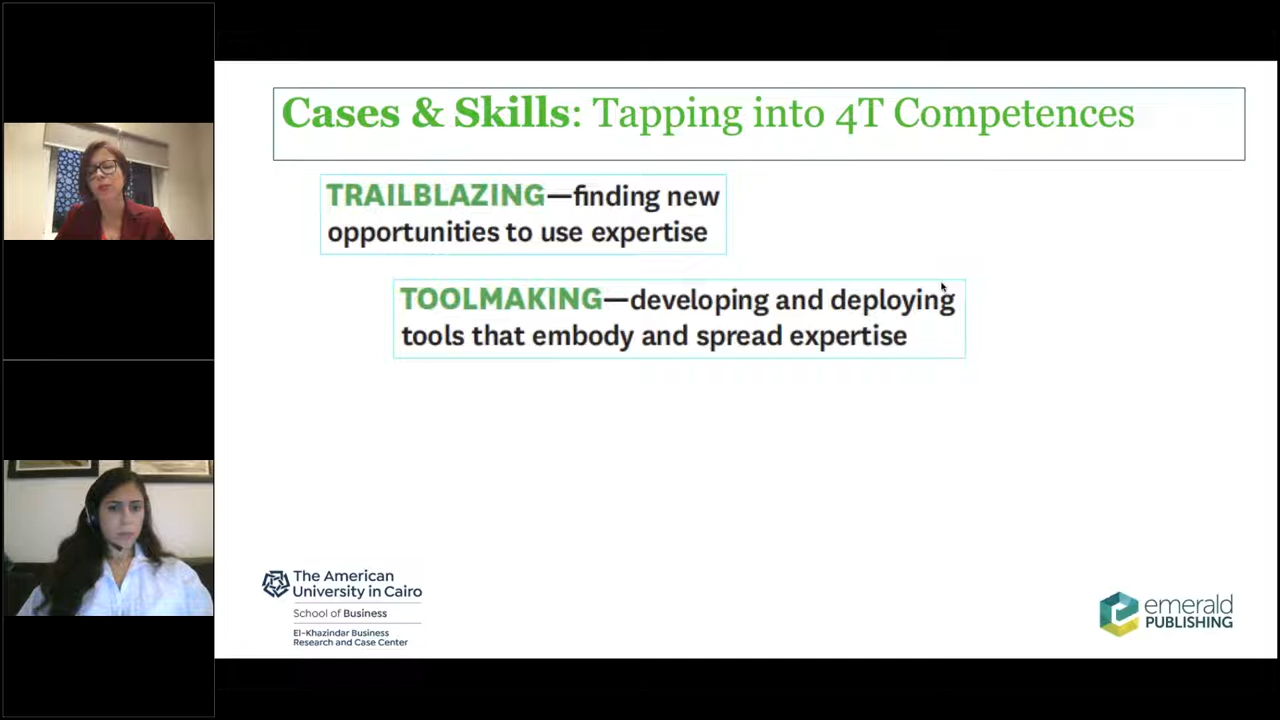 Cases & Skills: Tapping into 4T Competences
TRAILBLAZING—finding new
opportunities to use expertise
TOOLMAKING—developing and deploying
tools that embody and spread expertise
The American
University in Cairo
School of Business
El-Khazindar Business
Research and Case Center
emerald
PUBLISHING